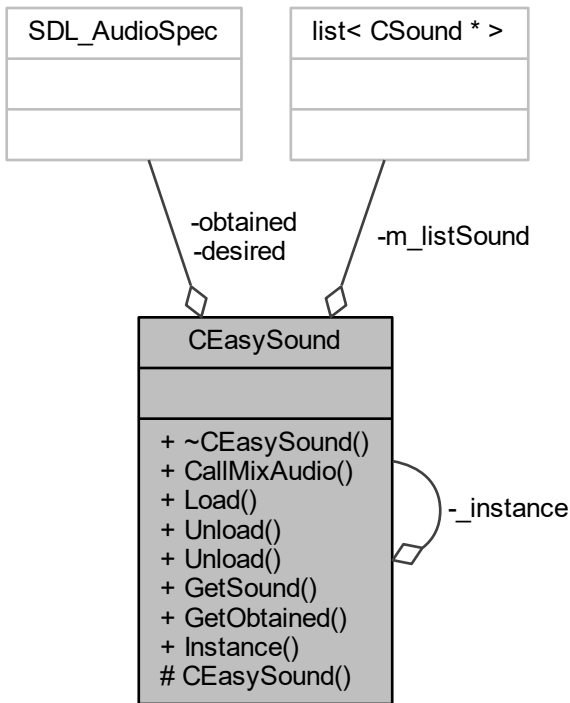 SDL_AudioSpec
list< CSound * >
-obtained
-desired
-m_listSound
CEasySound
+ ~CEasySound()
+ CallMixAudio()
+ Load()
+ Unload()
+ Unload()
+ GetSound()
+ GetObtained()
+ Instance()
# CEasySound()
-_instance